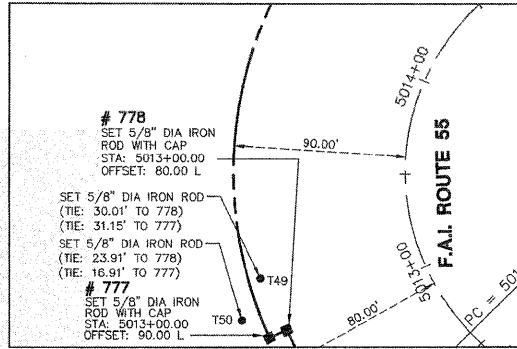 # 778
SET 5/8" DIA IRON
ROD WITH CAP
STA: 5013+00.00
OFFSET: 80.00 L
SET 5/8" DIA IRON ROD
(TIE: 30.01' TO 778)
(TIE: 31.15' TO 777)
SET 5/8" DIA IRON ROD
(TIE: 23.91' TO 778)
(TIE: 16.91' TO 777)
# 777
SET 5/8" DIA IRON
ROD WITH CAP
STA: 5013+00.00
OFFSET: 90.00 L
T49
T50
90.00'
80.00'
5014+00
F.A.I. ROUTE 55
5013+00
PC = 501